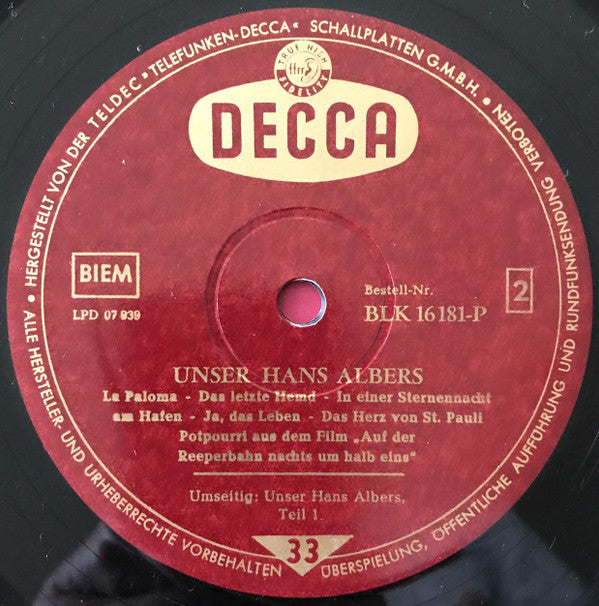 • HERGESTELLT VON DER TELDEC »TELEFUNKEN-DECCA« SCHALLPLATTEN G.M.B.H. •
TRUE HIGH
ffrr
FIDELITY
DECCA
BIEM
LPD 07 939
Bestell-Nr.
BLK 16181-P
2
UNSER HANS ALBERS
La Paloma - Das letzte Hemd - In einer Sternennacht
am Hafen - Ja, das Leben - Das Herz von St. Pauli
Potpourri aus dem Film „Auf der
Reeperbahn nachts um halb eins“
Umseitig: Unser Hans Albers,
Teil 1
33
ALLE HERSTELLER- UND URHEBERRECHTE VORBEHALTEN
ÜBERSPIELUNG, ÖFFENTLICHE AUFFÜHRUNG UND RUNDFUNKSENDUNG VERBOTEN